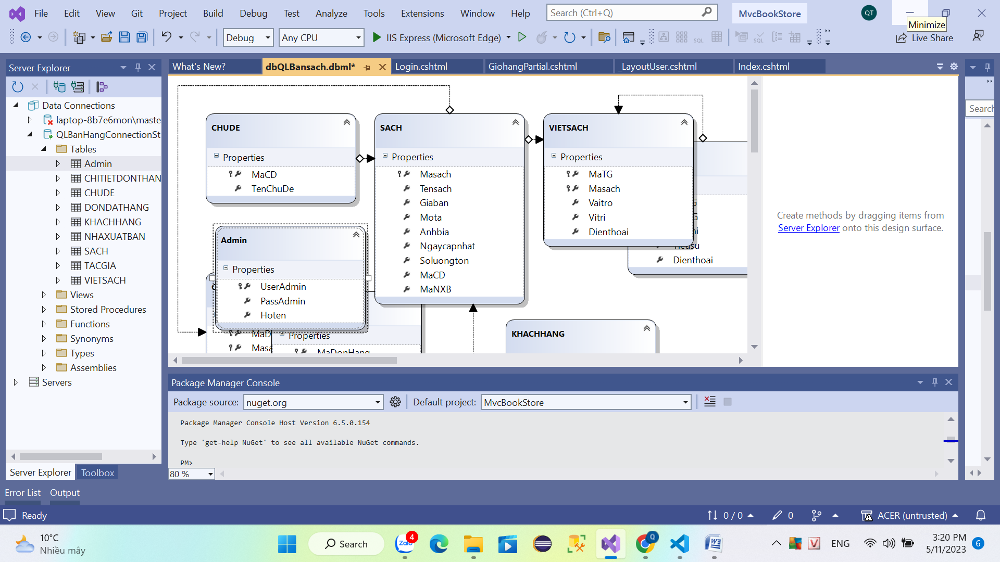 File Edit View Git Project Build Debug Test Analyze Tools Extensions Window Help Search (Ctrl+Q) MvcBookStore QT
Minimize
Debug Any CPU IIS Express (Microsoft Edge) Live Share
Server Explorer
What's New? dbQLBansach.dbml* Login.cshtml GiohangPartial.cshtml _LayoutUser.cshtml Index.cshtml
Data Connections
laptop-8b7e6mon\maste
QLBanHangConnectionSt
Tables
Admin
CHITIETDONTHAN
CHUDE
DONDATHANG
KHACHHANG
NHAXUATBAN
SACH
TACGIA
VIETSACH
Views
Stored Procedures
Functions
Synonyms
Types
Assemblies
Servers
Server Explorer Toolbox
CHUDE
Properties
MaCD
TenChuDe
Admin
Properties
UserAdmin
PassAdmin
Hoten
MaD
Masa
Properties
MaDonHang
SACH
Properties
Masach
Tensach
Giaban
Mota
Anhbia
Ngaycapnhat
Soluongton
MaCD
MaNXB
VIETSACH
Properties
MaTG
Masach
Vaitro
Vitri
Dienthoai
Dienthoai
KHACHHANG
Create methods by dragging items from
Server Explorer onto this design surface.
Search
Package Manager Console
Package source: nuget.org Default project: MvcBookStore
Package Manager Console Host Version 6.5.0.154
Type 'get-help NuGet' to see all available NuGet commands.
PM>
80 %
Error List Output
Ready 0 / 0 0 ACER (untrusted)
10°C
Nhiều mây
Search
Zalo 4
Q
ENG
3:20 PM
5/11/2023
6